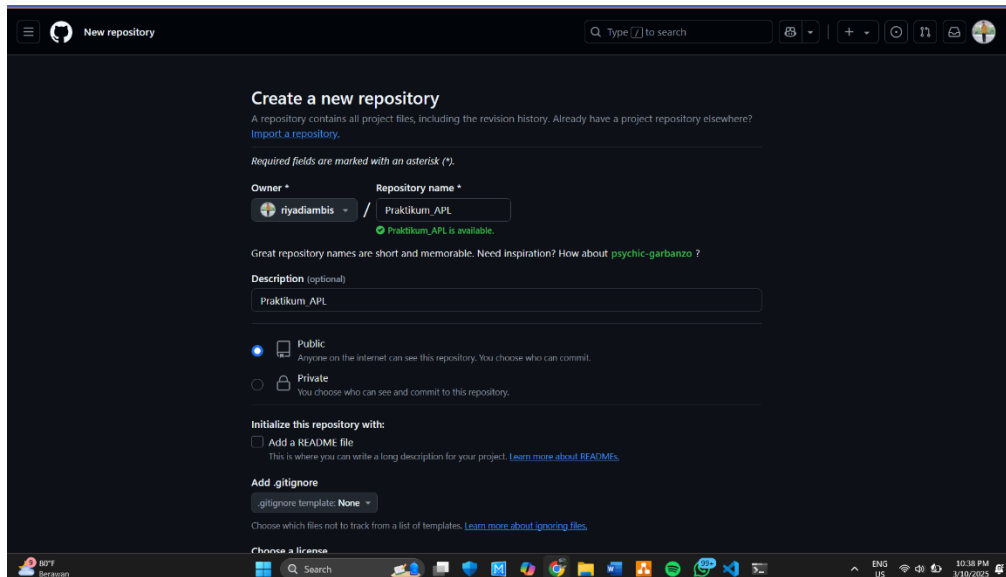 New repository
Type / to search
Create a new repository
A repository contains all project files, including the revision history. Already have a project repository elsewhere?
Import a repository.
Required fields are marked with an asterisk (*).
Owner * Repository name *
riyadiambis / Praktikum_APL
Praktikum_APL is available.
Great repository names are short and memorable. Need inspiration? How about psychic-garbanzo ?
Description (optional)
Praktikum_APL
Public
Anyone on the internet can see this repository. You choose who can commit.
Private
You choose who can see and commit to this repository.
Initialize this repository with:
Add a README file
This is where you can write a long description for your project. Learn more about READMEs.
Add .gitignore
.gitignore template: None
Choose which files not to track from a list of templates. Learn more about ignoring files.
Choose a license
9 80°F
Berawan
Search
99+
ENG
US
10:38 PM
3/10/2025